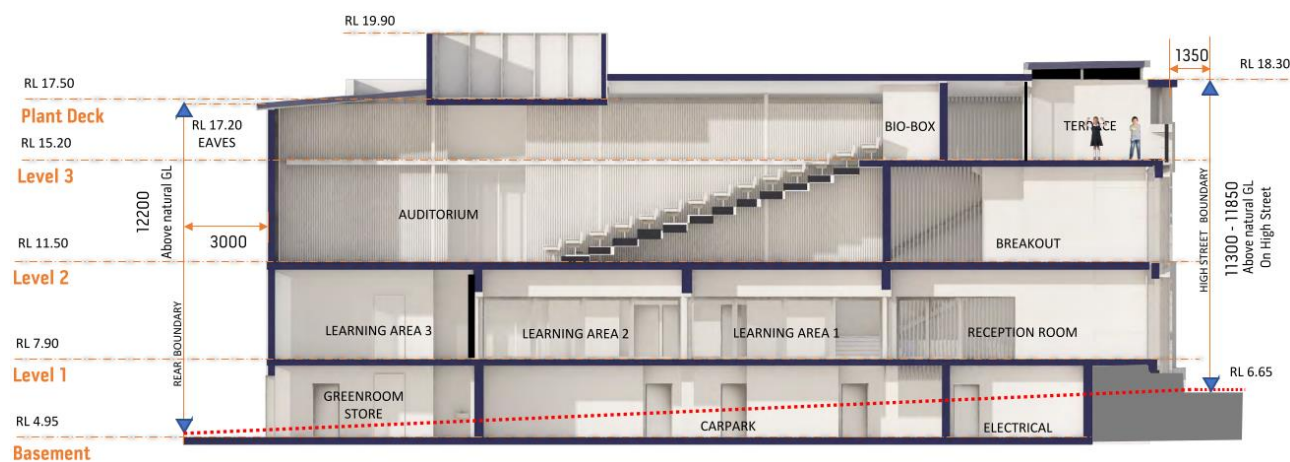 RL 19.90
1350
RL 18.30
RL 17.50
Plant Deck
RL 17.20
EAVES
BIO-BOX
TERRACE
RL 15.20
Level 3
12200
Above natural GL
3000
AUDITORIUM
BREAKOUT
HIGH STREET BOUNDARY
11300 - 11850
Above natural GL
On High Street
RL 11.50
Level 2
LEARNING AREA 3
LEARNING AREA 2
LEARNING AREA 1
RECEPTION ROOM
RL 7.90
Level 1
REAR BOUNDARY
RL 6.65
GREENROOM
STORE
RL 4.95
CARPARK
ELECTRICAL
Basement